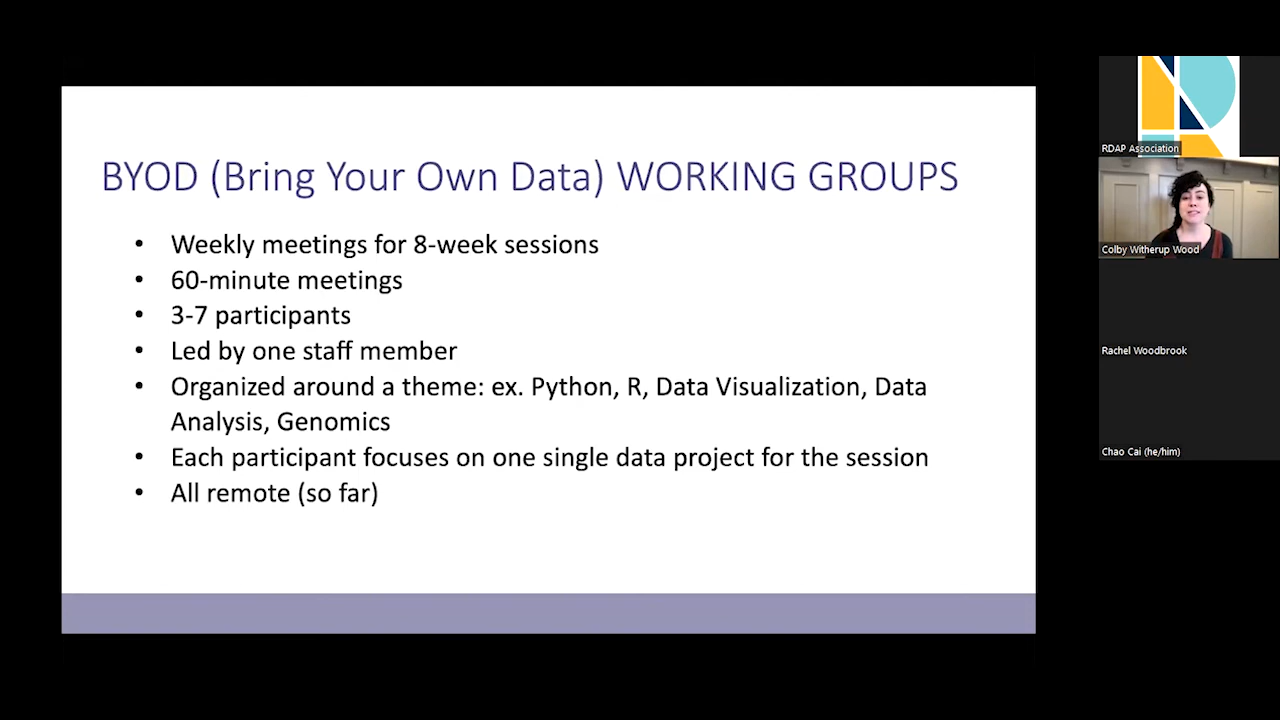 BYOD (Bring Your Own Data) WORKING GROUPS
• Weekly meetings for 8-week sessions
• 60-minute meetings
• 3-7 participants
• Led by one staff member
• Organized around a theme: ex. Python, R, Data Visualization, Data
Analysis, Genomics
• Each participant focuses on one single data project for the session
• All remote (so far)
RDAP Association
Colby Witherup Wood
Rachel Woodbrook
Chao Cai (he/him)